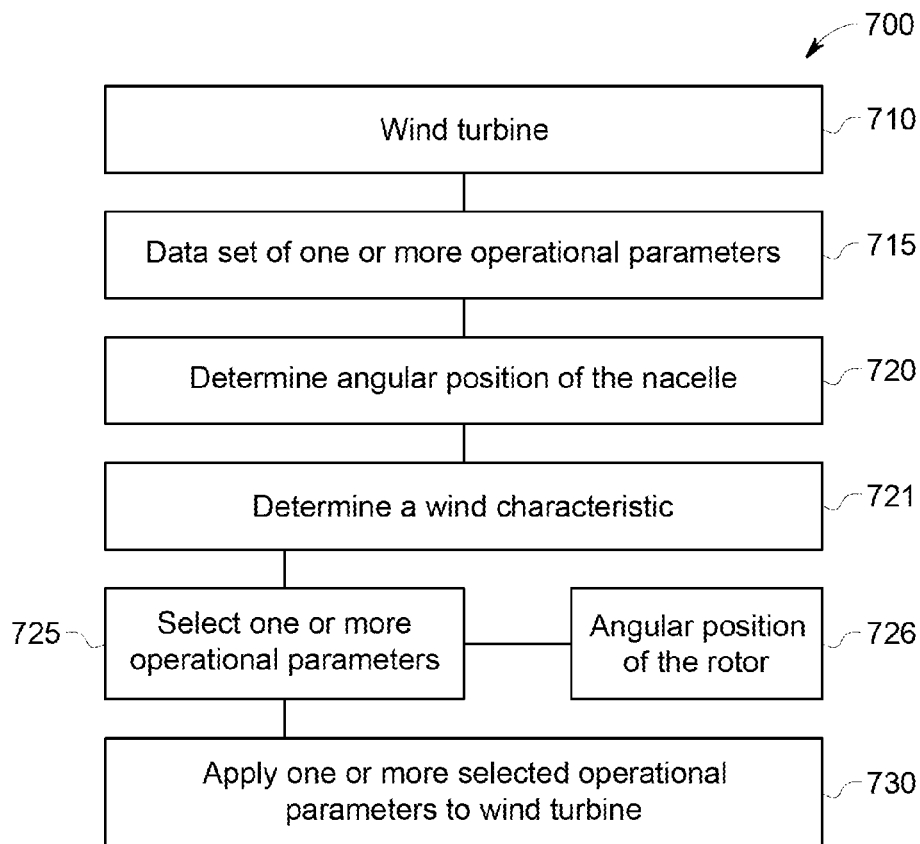 700
Wind turbine
710
Data set of one or more operational parameters
715
Determine angular position of the nacelle
720
Determine a wind characteristic
721
725
Select one or more
operational parameters
Angular position
of the rotor
726
Apply one or more selected operational
parameters to wind turbine
730